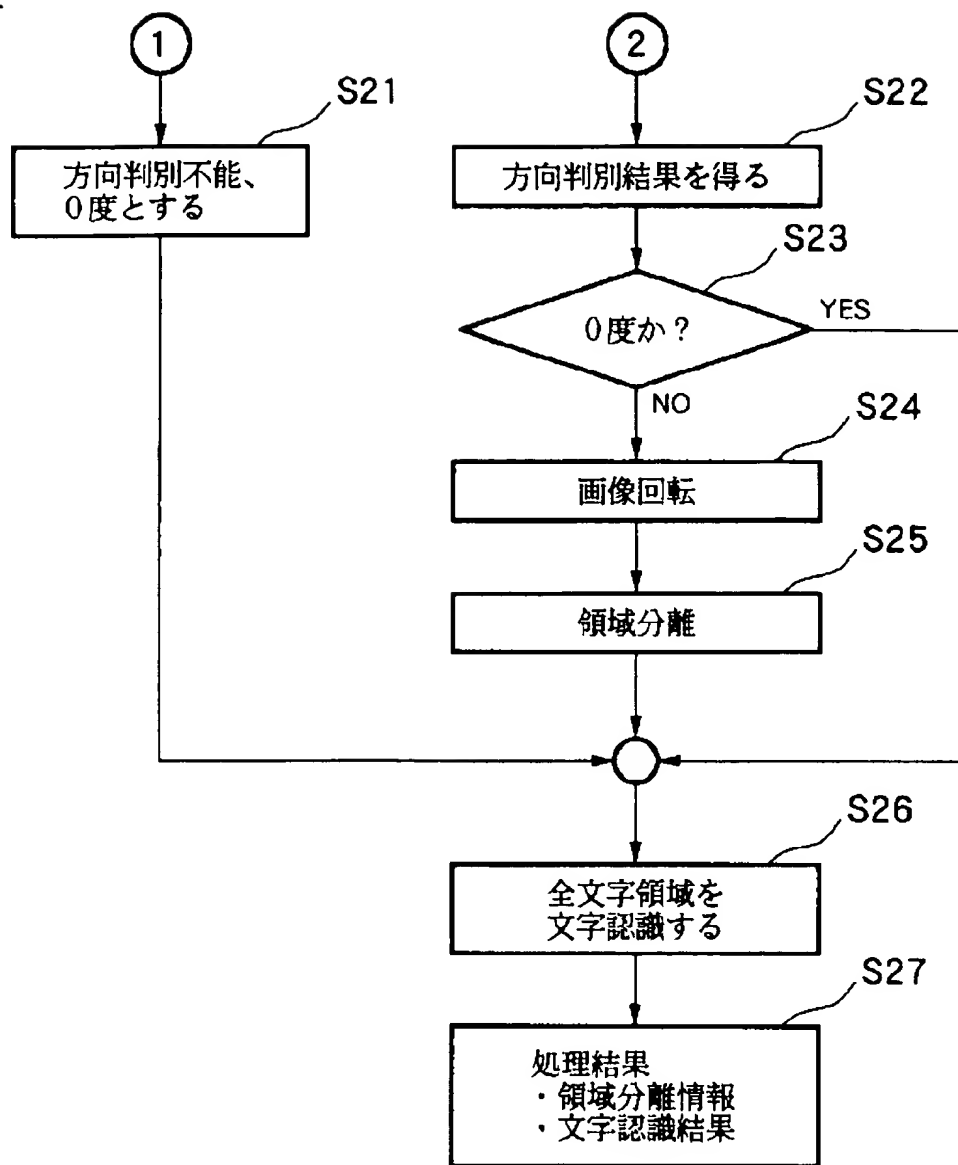 1
2
S21
S22
方向判別不能、
0度とする
方向判別結果を得る
S23
0度か?
YES
NO
S24
画像回転
S25
領域分離
S26
全文字領域を
文字認識する
S27
処理結果
・領域分離情報
・文字認識結果